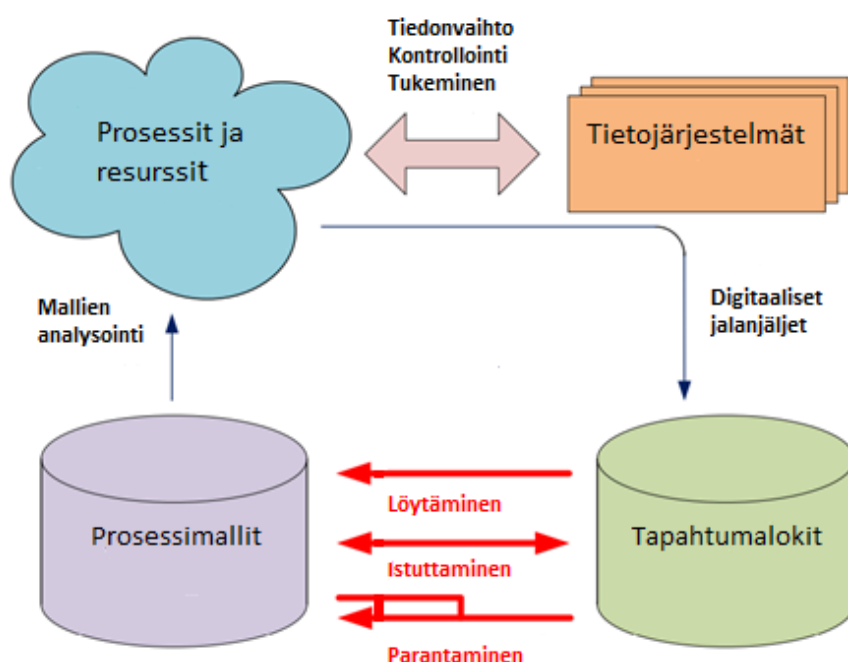 Tiedonvaihto
Kontrollointi
Tukeminen
Prosessit ja
resurssit
Tietojärjestelmät
Mallien
analysointi
Digitaaliset
jalanjäljet
Löytäminen
Prosessimallit
Tapahtumalokit
Istuttaminen
Parantaminen